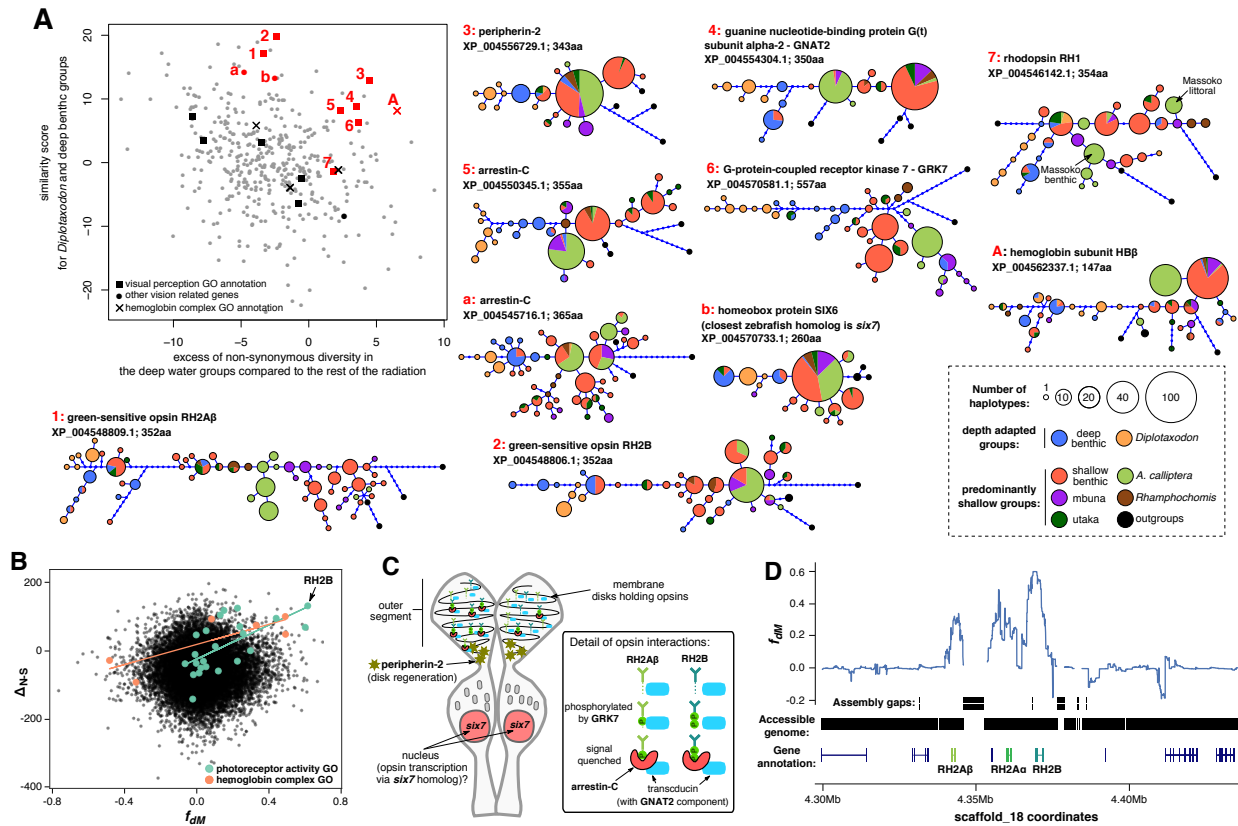 A
similarity score
for Diplotaxodon and deep benthic groups
20
10
0
−10
−20
−10
−5
0
5
10
excess of non-synonymous diversity in
the deep water groups compared to the rest of the radiation
1
2
3
4
5
6
7
a
b
A
visual perception GO annotation
other vision related genes
hemoglobin complex GO annotation
3: peripherin-2
XP_004556729.1; 343aa
4: guanine nucleotide-binding protein G(t)
subunit alpha-2 - GNAT2
XP_004554304.1; 350aa
7: rhodopsin RH1
XP_004546142.1; 354aa
Massoko
littoral
Massoko
benthic
5: arrestin-C
XP_004550345.1; 355aa
6: G-protein-coupled receptor kinase 7 - GRK7
XP_004570581.1; 557aa
A: hemoglobin subunit HBβ
XP_004562337.1; 147aa
a: arrestin-C
XP_004545716.1; 365aa
b: homeobox protein SIX6
(closest zebrafish homolog is six7)
XP_004570733.1; 260aa
1: green-sensitive opsin RH2Aβ
XP_004548809.1; 352aa
2: green-sensitive opsin RH2B
XP_004548806.1; 352aa
Number of
haplotypes:
1
10
20
40
100
depth adapted
groups:
deep
benthic
Diplotaxodon
predominantly
shallow groups:
shallow
benthic
A. calliptera
mbuna
Rhamphochomis
utaka
outgroups
B
ΔN-S
200
0
−200
−400
−0.8
−0.4
0.0
0.4
0.8
fdM
RH2B
photoreceptor activity GO
hemoglobin complex GO
C
outer
segment
membrane
disks holding opsins
peripherin-2
(disk regeneration)
six7
six7
nucleus
(opsin transcription
via six7 homolog)?
Detail of opsin interactions:
RH2Aβ
RH2B
phosphorylated
by GRK7
signal
quenched
arrestin-C
transducin
(with GNAT2 component)
D
fdM
0.6
0.4
0.2
0.0
-0.2
Assembly gaps:
Accessible
genome:
Gene
annotation:
RH2Aβ
RH2Aα
RH2B
4.30Mb
4.35Mb
4.40Mb
scaffold_18 coordinates